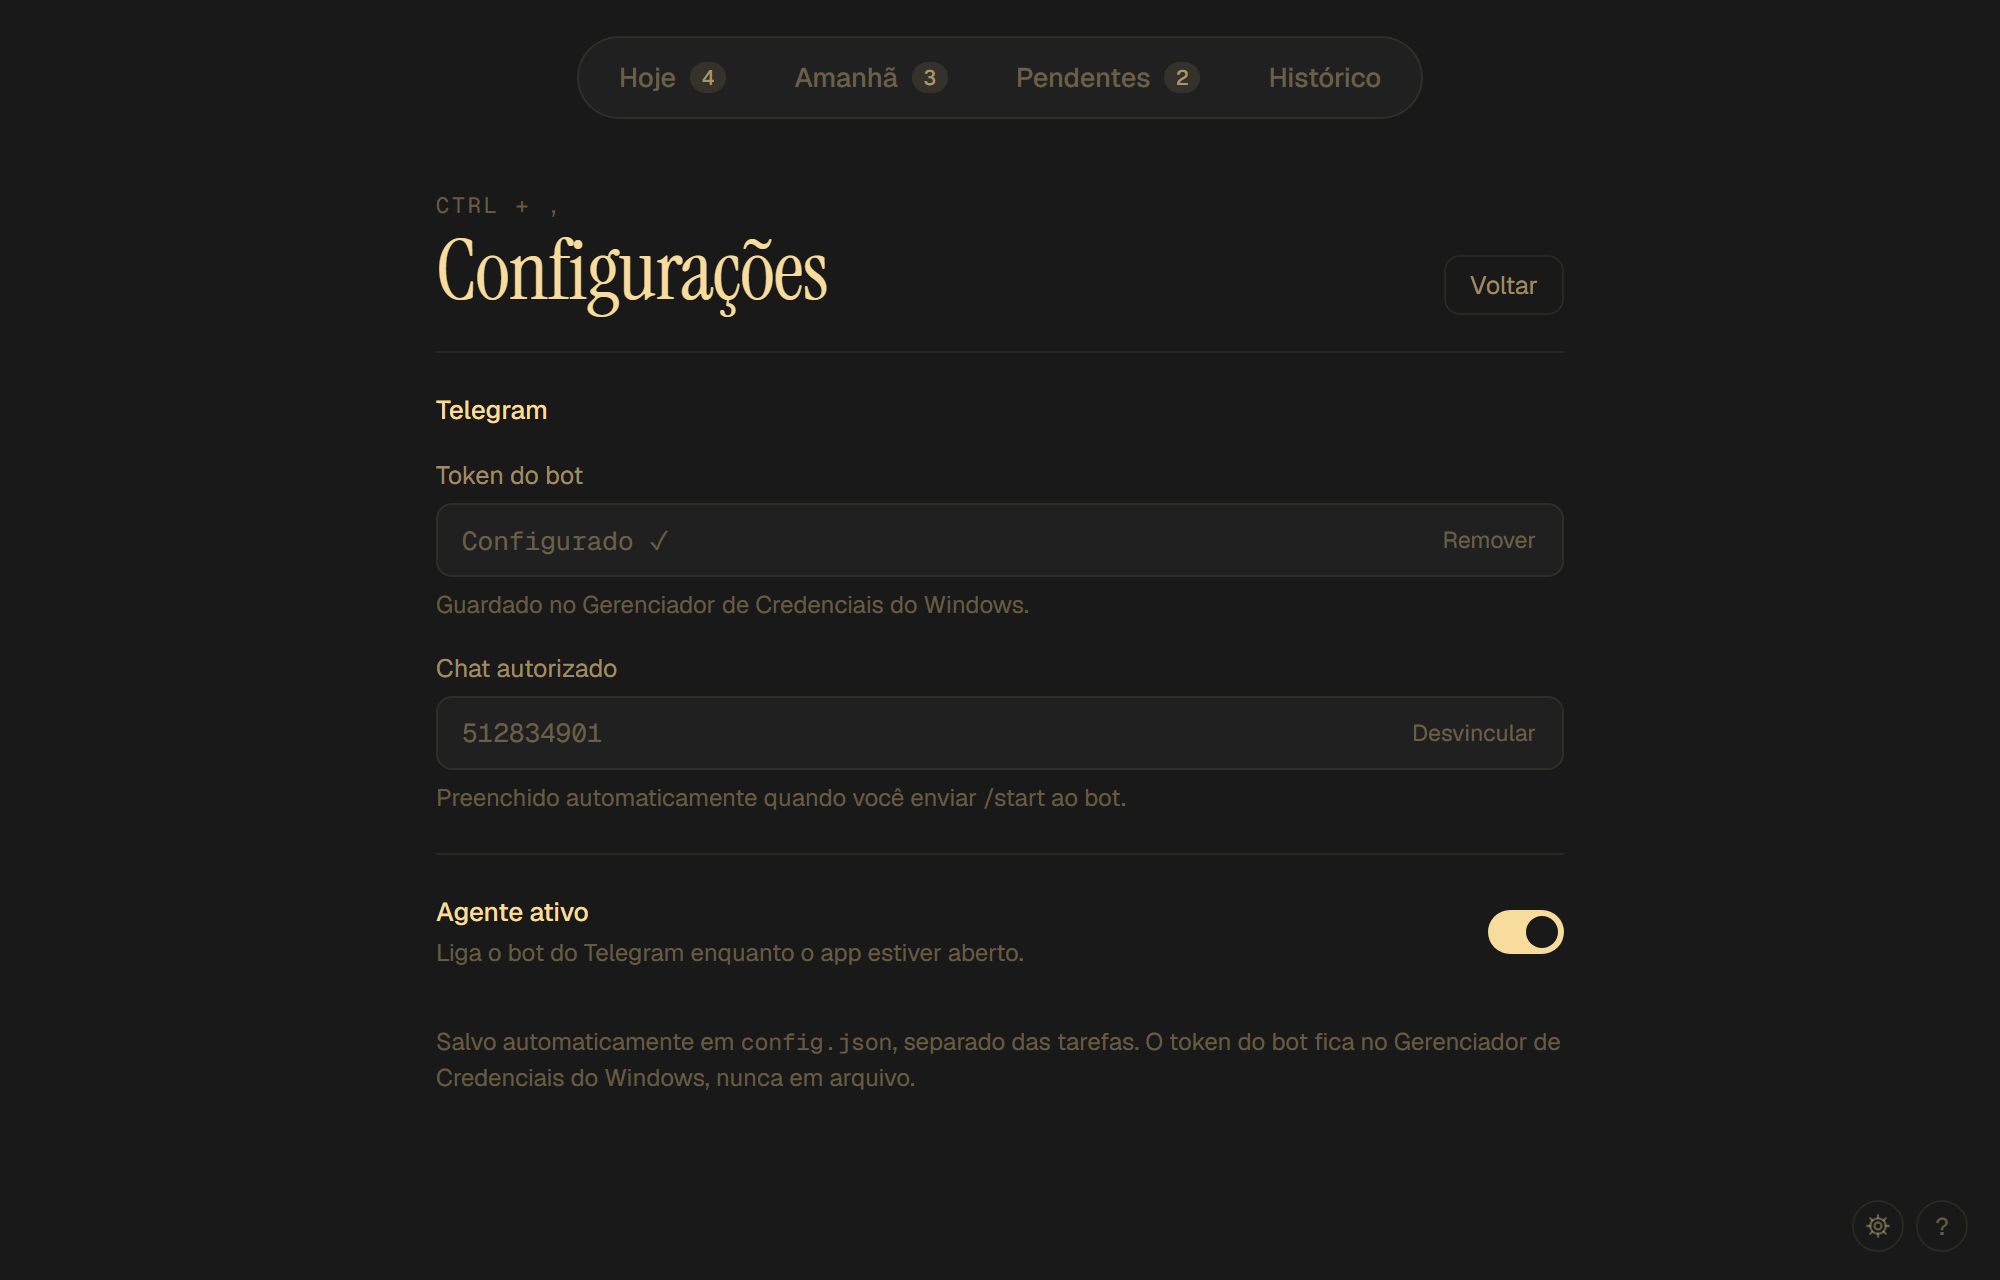 Hoje 4 Amanhã 3 Pendentes 2 Histórico
CTRL + ,
Configurações
Voltar
Telegram
Token do bot
Configurado ✓ Remover
Guardado no Gerenciador de Credenciais do Windows.
Chat autorizado
512834901 Desvincular
Preenchido automaticamente quando você enviar /start ao bot.
Agente ativo
Liga o bot do Telegram enquanto o app estiver aberto.
Salvo automaticamente em config.json, separado das tarefas. O token do bot fica no Gerenciador de
Credenciais do Windows, nunca em arquivo.
?